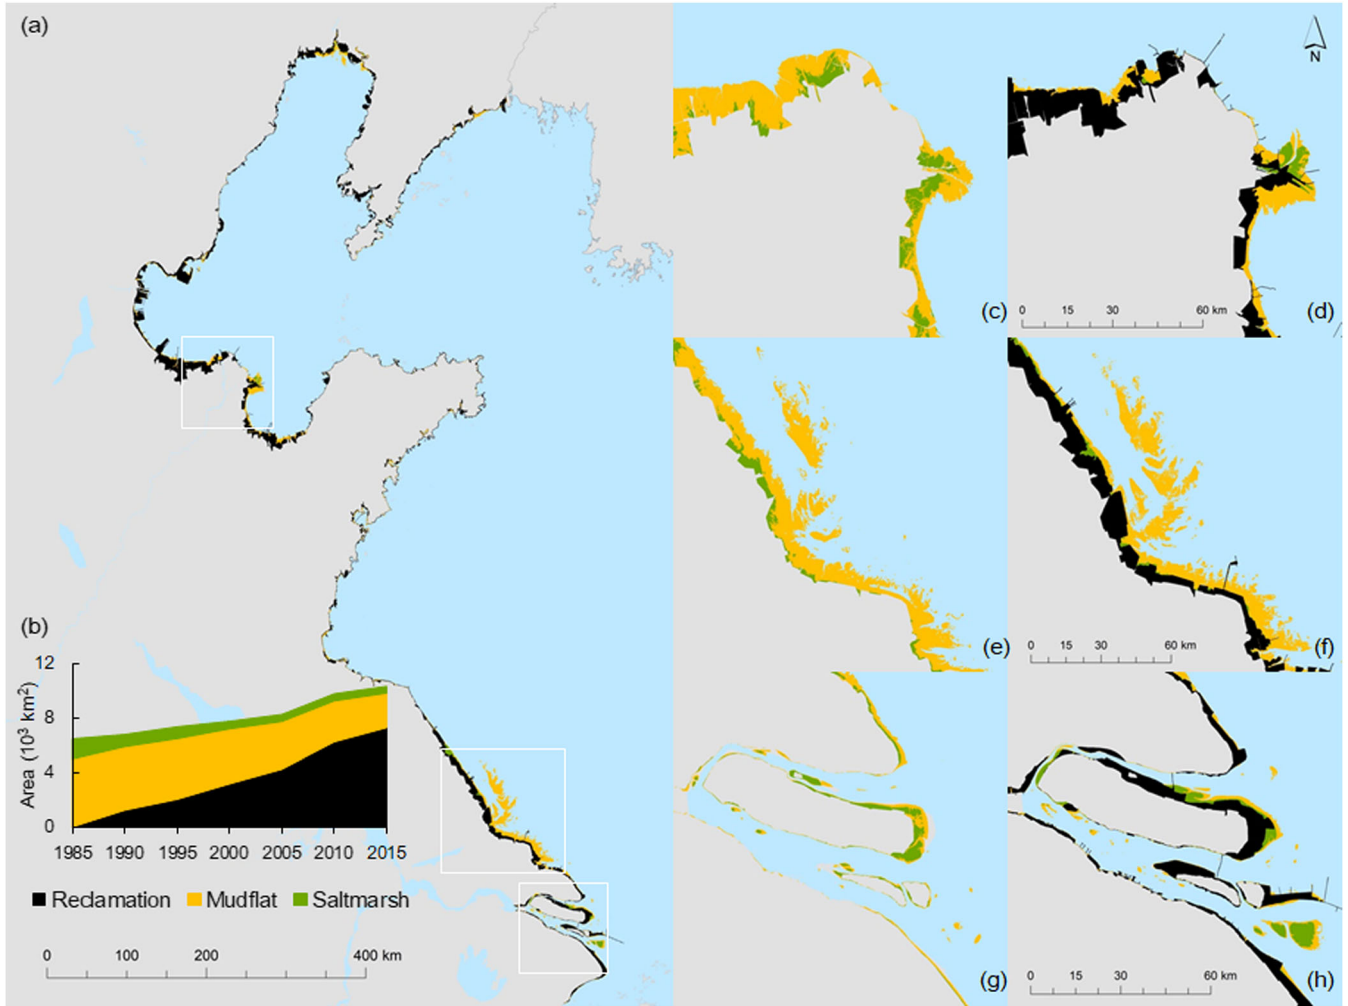 (a)
N
(c)
0 15 30 60 km
(d)
(e)
0 15 30 60 km
(f)
(g)
0 15 30 60 km
(h)
(b)
Area (10³ km²)
12
8
4
0
1985 1990 1995 2000 2005 2010 2015
Reclamation Mudflat Saltmarsh
0 100 200 400 km